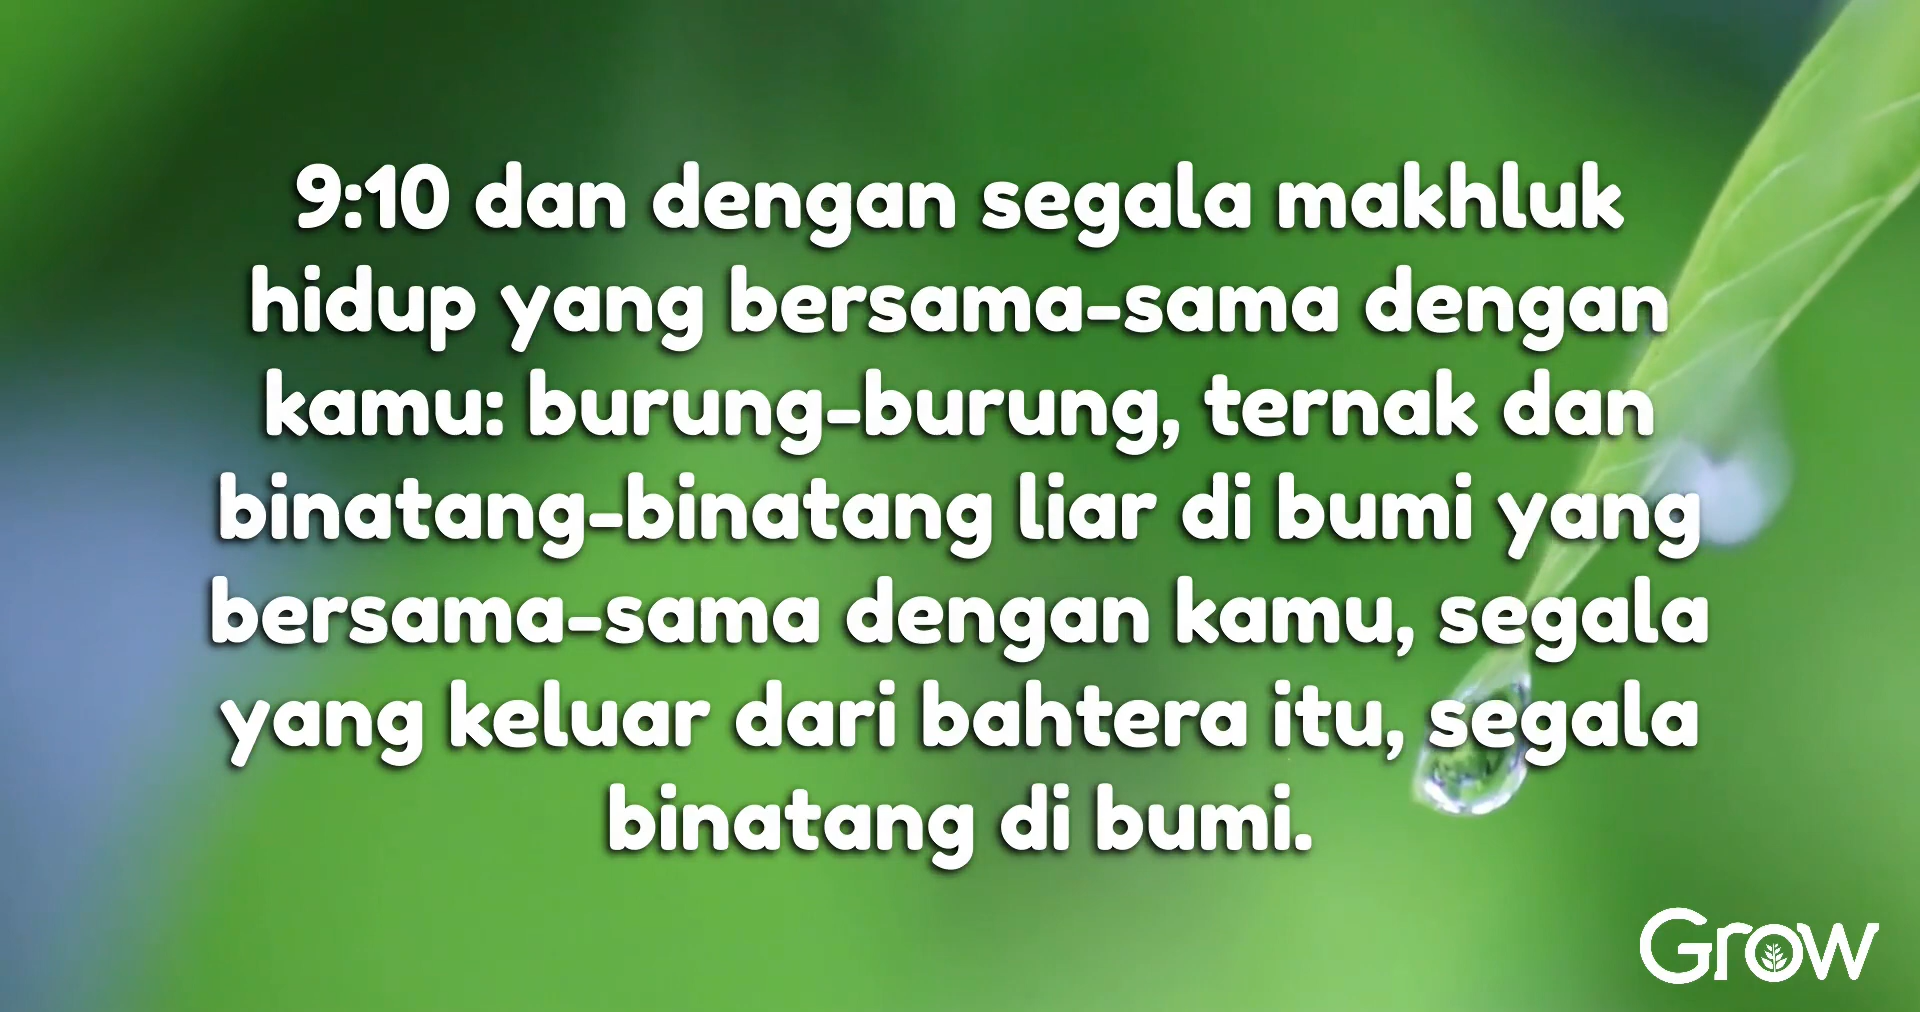 9:10 dan dengan segala makhluk
hidup yang bersama-sama dengan
kamu: burung-burung, ternak dan
binatang-binatang liar di bumi yang
bersama-sama dengan kamu, segala
yang keluar dari bahtera itu, segala
binatang di bumi.
Grow